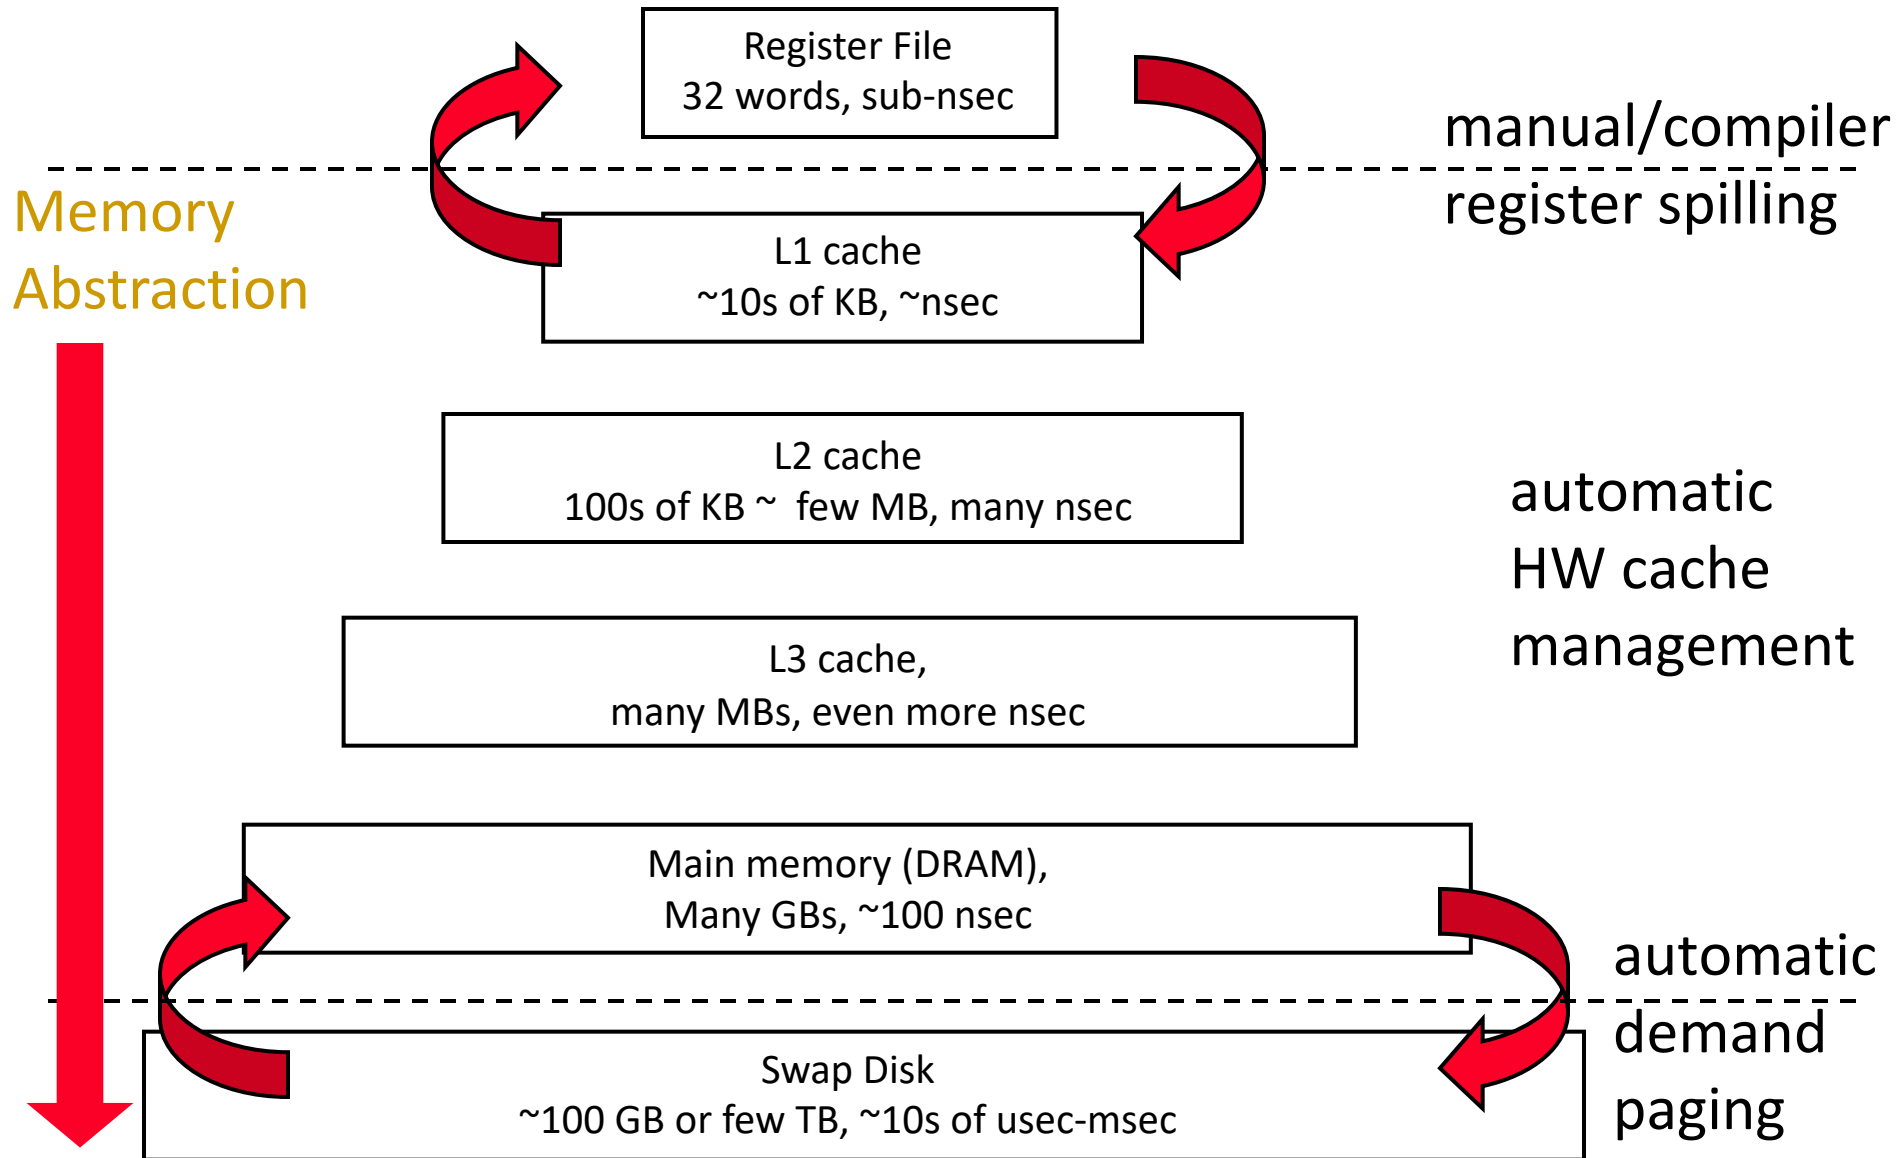 Register File
32 words, sub-nsec
manual/compiler
register spilling
Memory
Abstraction
L1 cache
~10s of KB, ~nsec
L2 cache
100s of KB ~ few MB, many nsec
automatic
HW cache
management
L3 cache,
many MBs, even more nsec
Main memory (DRAM),
Many GBs, ~100 nsec
automatic
demand
paging
Swap Disk
~100 GB or few TB, ~10s of usec-msec